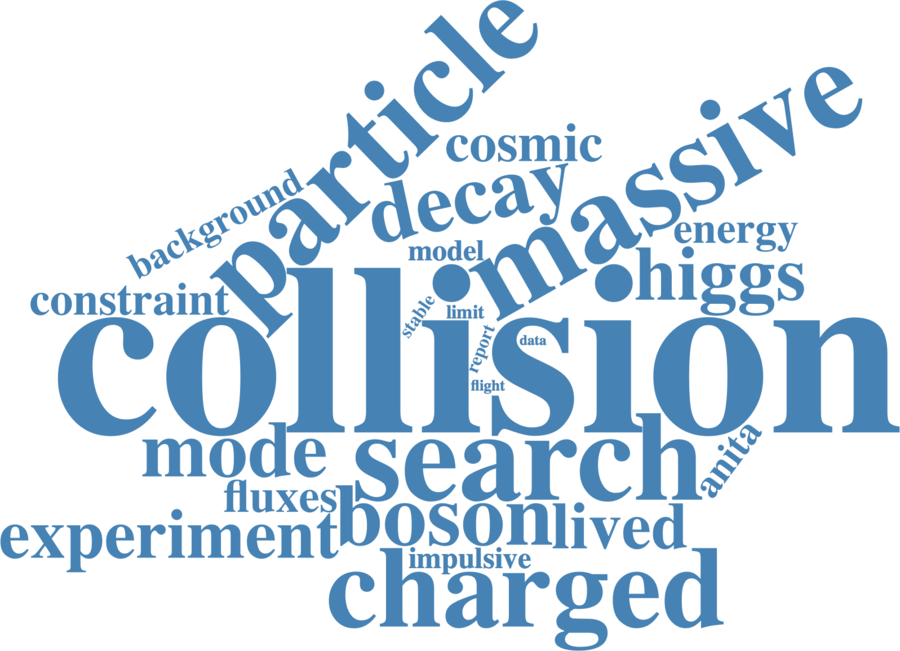 particle
massive
cosmic
decay
background
energy
model
higgs
constraint
stable
limit
collision
report
data
flight
mode
search
anita
fluxes
boson
lived
experiment
impulsive
charged